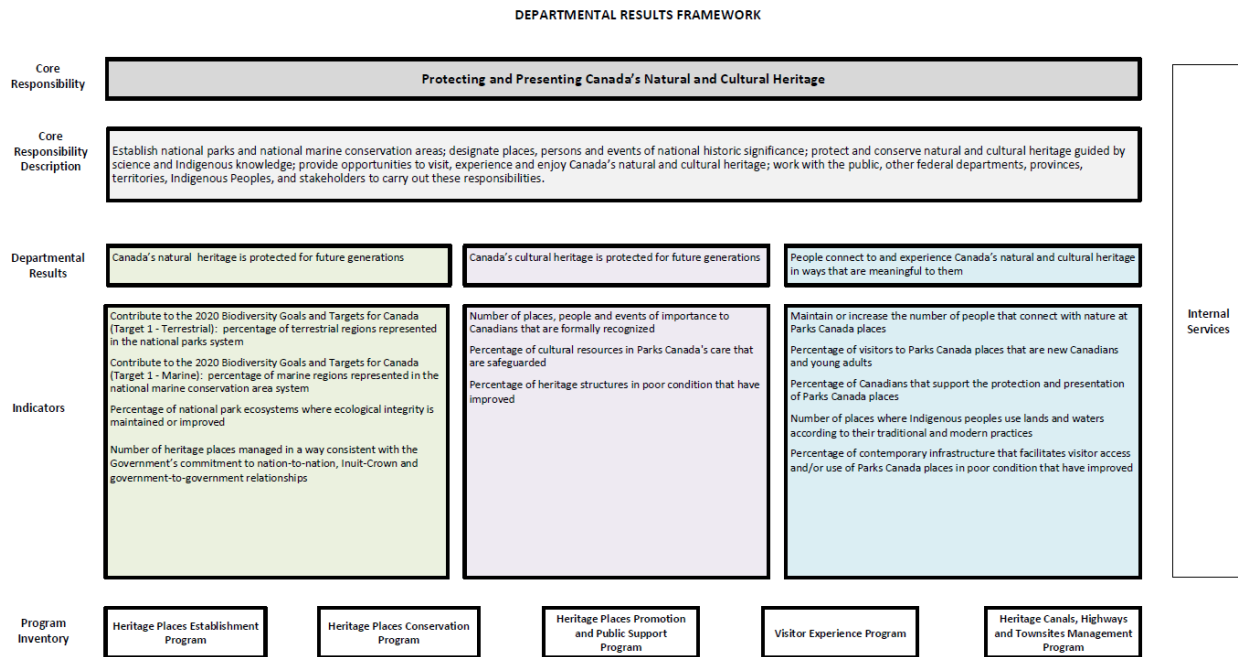 DEPARTMENTAL RESULTS FRAMEWORK
Core
Responsibility
Protecting and Presenting Canada's Natural and Cultural Heritage
Core
Responsibility
Description
Establish national parks and national marine conservation areas; designate places, persons and events of national historic significance; protect and conserve natural and cultural heritage guided by
science and Indigenous knowledge; provide opportunities to visit, experience and enjoy Canada's natural and cultural heritage; work with the public, other federal departments, provinces,
territories, Indigenous Peoples, and stakeholders to carry out these responsibilities.
Departmental
Results
Canada's natural heritage is protected for future generations
Canada's cultural heritage is protected for future generations
People connect to and experience Canada's natural and cultural heritage
in ways that are meaningful to them
Indicators
Contribute to the 2020 Biodiversity Goals and Targets for Canada
(Target 1 - Terrestrial): percentage of terrestrial regions represented
in the national parks system
Contribute to the 2020 Biodiversity Goals and Targets for Canada
(Target 1 - Marine): percentage of marine regions represented in the
national marine conservation area system
Percentage of national park ecosystems where ecological integrity is
maintained or improved
Number of heritage places managed in a way consistent with the
Government's commitment to nation-to-nation, Inuit-Crown and
government-to-government relationships
Number of places, people and events of importance to
Canadians that are formally recognized
Percentage of cultural resources in Parks Canada's care that
are safeguarded
Percentage of heritage structures in poor condition that have
improved
Maintain or increase the number of people that connect with nature at
Parks Canada places
Percentage of visitors to Parks Canada places that are new Canadians
and young adults
Percentage of Canadians that support the protection and presentation
of Parks Canada places
Number of places where Indigenous peoples use lands and waters
according to their traditional and modern practices
Percentage of contemporary infrastructure that facilitates visitor access
and/or use of Parks Canada places in poor condition that have improved
Internal
Services
Program
Inventory
Heritage Places Establishment
Program
Heritage Places Conservation
Program
Heritage Places Promotion
and Public Support
Program
Visitor Experience Program
Heritage Canals, Highways
and Townsites Management
Program